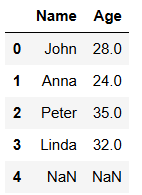 Name Age
0 John 28.0
1 Anna 24.0
2 Peter 35.0
3 Linda 32.0
4 NaN NaN